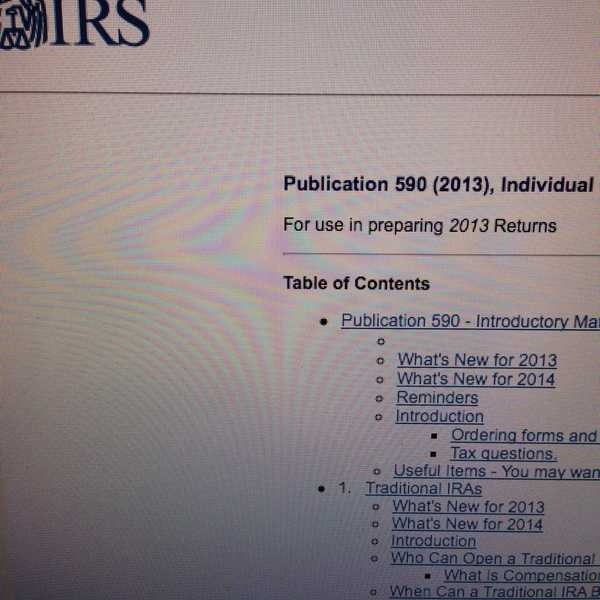 IRS
Publication 590 (2013), Individual
For use in preparing 2013 Returns
Table of Contents
Publication 590 - Introductory
What's New for 2013
What's New for 2014
Reminders
Introduction
Ordering forms and
Tax questions.
Useful Items - You may
1. Traditional IRAs
What's New for 2013
What's New for 2014
Introduction
Who Can Open a Traditional
What Is
When Can a Traditional IRA